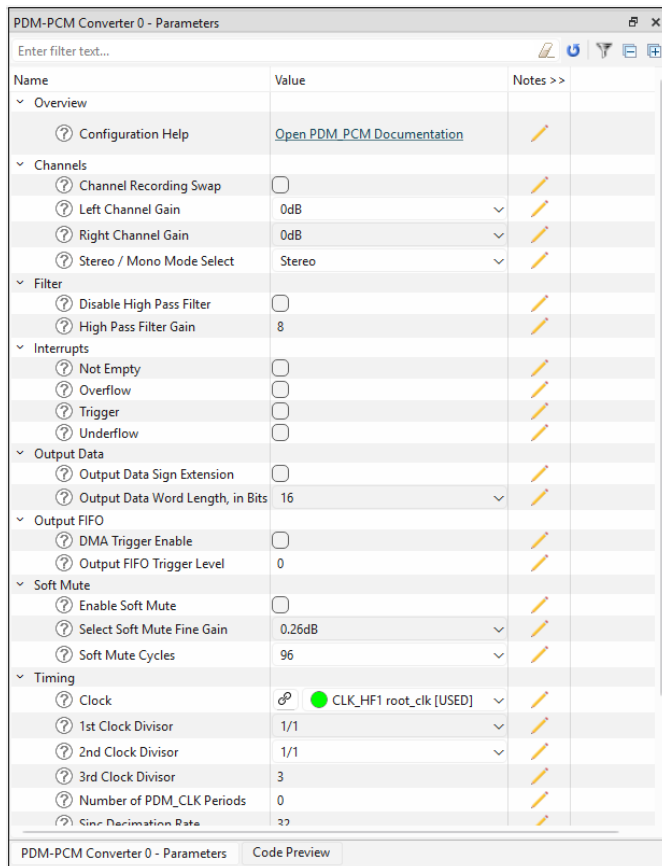 PDM-PCM Converter 0 - Parameters
Enter filter text...
Name Value Notes >>
Overview
Configuration Help Open PDM_PCM Documentation
Channels
Channel Recording Swap
Left Channel Gain 0dB
Right Channel Gain 0dB
Stereo / Mono Mode Select Stereo
Filter
Disable High Pass Filter
High Pass Filter Gain 8
Interrupts
Not Empty
Overflow
Trigger
Underflow
Output Data
Output Data Sign Extension
Output Data Word Length, in Bits 16
Output FIFO
DMA Trigger Enable
Output FIFO Trigger Level 0
Soft Mute
Enable Soft Mute
Select Soft Mute Fine Gain 0.26dB
Soft Mute Cycles 96
Timing
Clock CLK_HF1 root_clk [USED]
1st Clock Divisor 1/1
2nd Clock Divisor 1/1
3rd Clock Divisor 3
Number of PDM_CLK Periods 0
Sinc Decimation Rate 32
PDM-PCM Converter 0 - Parameters Code Preview